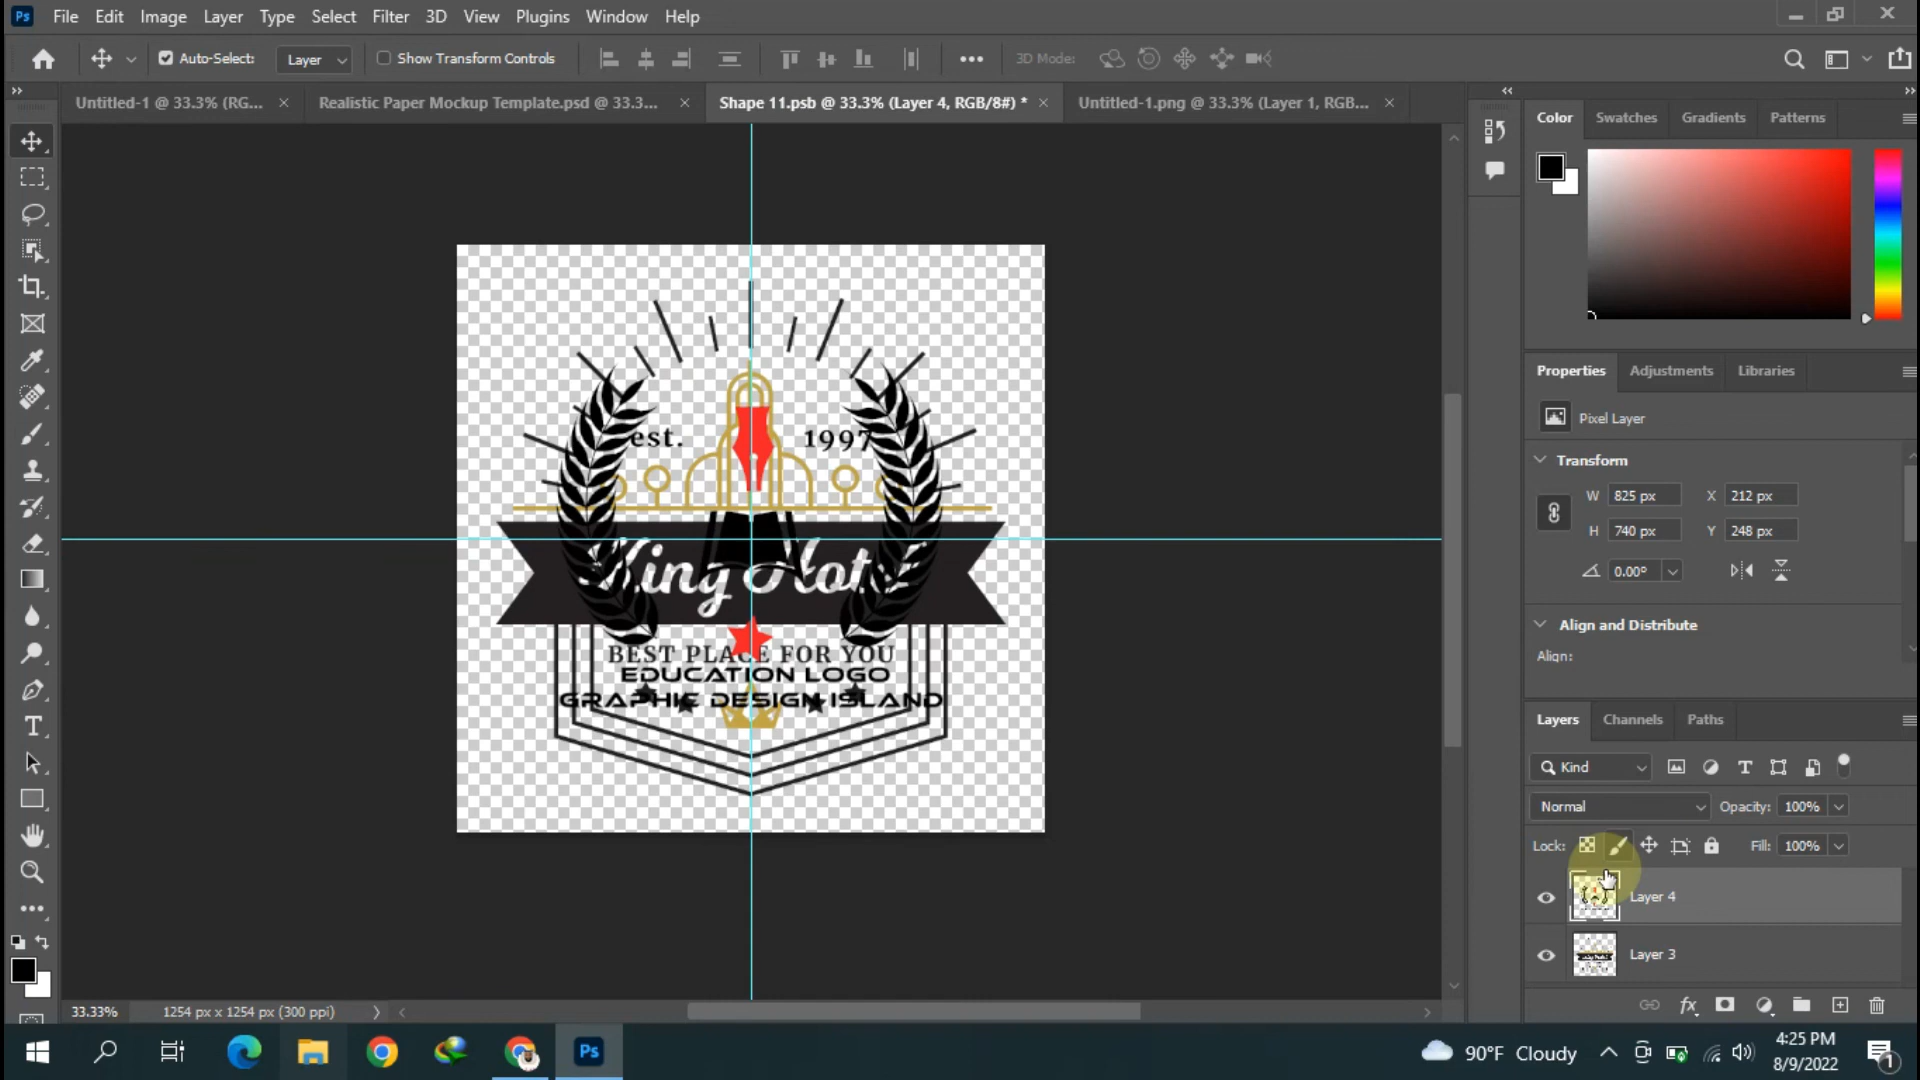 Ps File Edit Image Layer Type Select Filter 3D View Plugins Window Help
Auto-Select: Layer Show Transform Controls 3D Mode:
Untitled-1 @ 33.3% (RG... × Realistic Paper Mockup Template.psd @ 33.3... × Shape 11.psb @ 33.3% (Layer 4, RGB/8#) * × Untitled-1.png @ 33.3% (Layer 1, RGB... ×
Color Swatches Gradients Patterns
Properties Adjustments Libraries
Pixel Layer
Transform
W 825 px X 212 px
H 740 px Y 248 px
0.00°
Align and Distribute
Align:
est. 1997
King Hot
BEST PLACE FOR YOU
EDUCATION LOGO
GRAPHIC DESIGN ISLAND
Layers Channels Paths
Kind
Normal Opacity: 100%
Lock: Fill: 100%
Layer 4
Layer 3
fx
33.33% 1254 px x 1254 px (300 ppi)
Ps 90°F Cloudy 4:25 PM
8/9/2022
1